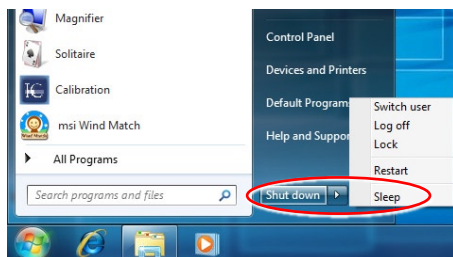 Magnifier
Solitaire
Calibration
msi Wind Match
All Programs
Search programs and files
Control Panel
Devices and Printers
Default Program
Help and Suppor
Shut down
Switch user
Log off
Lock
Restart
Sleep